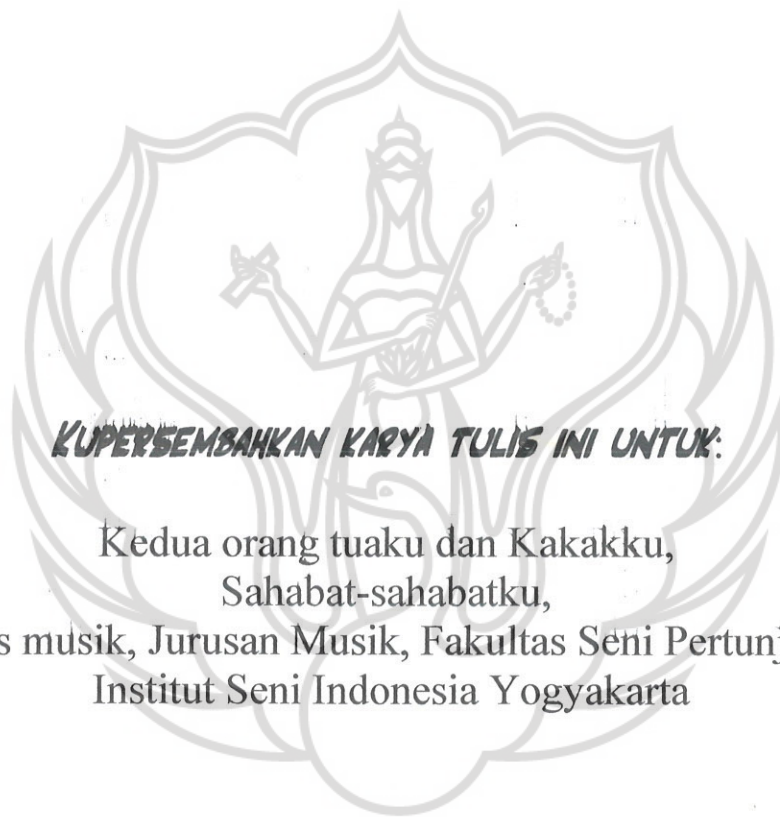 KUPERSEMBAHKAN KARYA TULIS INI UNTUK:
Kedua orang tuaku dan Kakakku,
Sahabat-sahabatku,
s musik, Jurusan Musik, Fakultas Seni Pertunj
Institut Seni Indonesia Yogyakarta